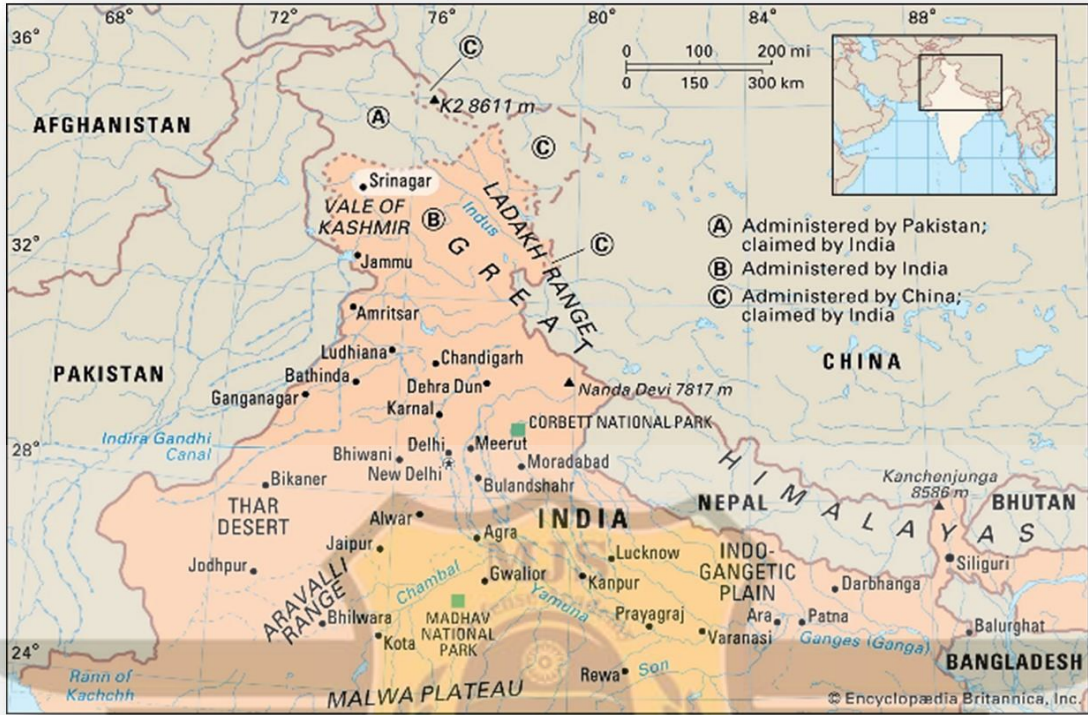 68°
72°
76°
80°
84°
88°
36°
32°
28°
24°
0 100 200 mi
0 150 300 km
C
K2 8611 m
A
C
AFGHANISTAN
Srinagar
VALE OF
KASHMIR
B
Indus
LADAKH RANGE
C
GREAT
HIMALAYAS
A Administered by Pakistan;
claimed by India
B Administered by India
C Administered by China;
claimed by India
Jammu
Amritsar
Ludhiana
Chandigarh
Bathinda
Dehra Dun
Nanda Devi 7817 m
CHINA
PAKISTAN
Ganganagar
Karnal
CORBETT NATIONAL PARK
Indira Gandhi
Canal
Delhi
Meerut
Bhiwani
New Delhi
Moradabad
Bikaner
Bulandshahr
Kanchenjunga
8586 m
THAR
DESERT
NEPAL
BHUTAN
Alwar
INDIA
Agra
MJS
Jaipur
Lucknow
INDO-
GANGETIC
PLAIN
Siliguri
Jodhpur
Chambal
Gwalior
Kanpur
Darbhanga
ARAVALLI
RANGE
Yamuna
Bhilwara
MADHAV
NATIONAL
PARK
Prayagraj
Ara
Patna
Kota
Varanasi
Ganges (Ganga)
Balurghat
BANGLADESH
Rann of
Kachchh
Rewa
Son
MALWA PLATEAU
© Encyclopædia Britannica, Inc.